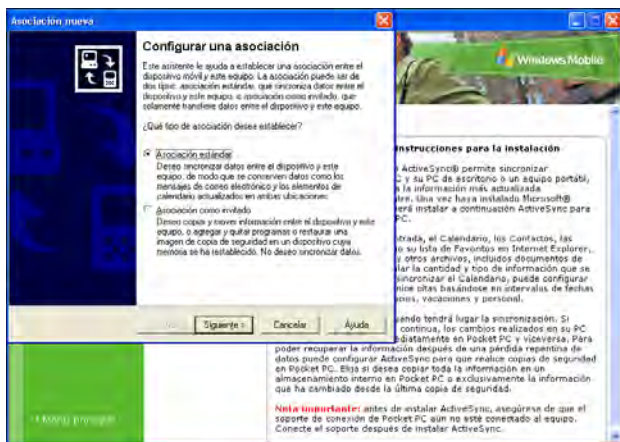 Asociación nueva
Configurar una asociación
Este asistente le ayuda a establecer una asociación entre el
dispositivo móvil y este equipo. La asociación puede ser de
dos tipos: asociación estándar, que sincroniza datos entre el
dispositivo y este equipo, o asociación como invitado, que
solamente transfiere datos entre el dispositivo y este equipo.
¿Qué tipo de asociación desea establecer?
Asociación estándar
Deseo sincronizar datos entre el dispositivo y este
equipo, de modo que se conserven datos como los
mensajes de correo electrónico y los elementos de
calendario actualizados en ambas ubicaciones.
Asociación como invitado
Deseo copiar y mover información entre el dispositivo y este
equipo, o agregar y quitar programas o restaurar una
imagen de copia de seguridad en un dispositivo cuya
memoria se ha restablecido. No deseo sincronizar datos.
Siguiente >
Cancelar
Ayuda
Windows Mobile
Instrucciones para la instalación
ActiveSync® permite sincronizar
y su PC de escritorio o un equipo portátil,
la información más actualizada
Una vez haya instalado Microsoft®
instalar a continuación ActiveSync para
PC.
el Calendario, los Contactos, las
su lista de Favoritos en Internet Explorer,
y otros archivos, incluidos documentos de
la cantidad y tipo de información que se
sincronizar el Calendario, puede configurar
citas basándose en intervalos de fechas
vacaciones y personal.
tendrá lugar la sincronización. Si
continua, los cambios realizados en su PC
en Pocket PC y viceversa. Para
poder recuperar la información después de una pérdida repentina de
datos puede configurar ActiveSync para que realice copias de seguridad
en Pocket PC. Elija si desea copiar toda la información en un
almacenamiento interno en Pocket PC o exclusivamente la información
que ha cambiado desde la última copia de seguridad.
Nota importante: antes de instalar ActiveSync, asegúrese de que el
soporte de conexión de Pocket PC aún no esté conectado al equipo.
Conecte el soporte después de instalar ActiveSync.
Menú principal